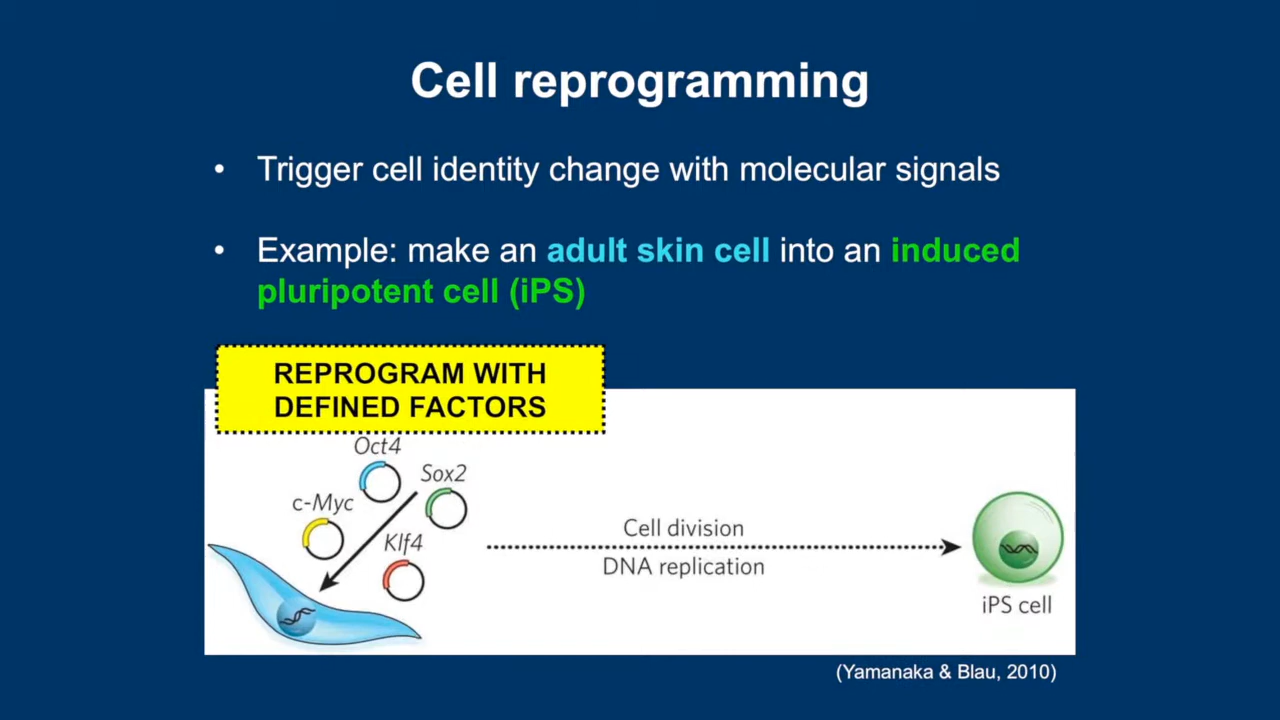 Cell reprogramming
• Trigger cell identity change with molecular signals
• Example: make an adult skin cell into an induced
pluripotent cell (iPS)
REPROGRAM WITH
DEFINED FACTORS
Oct4
Sox2
c-Myc
Klf4
Cell division
DNA replication
iPS cell
(Yamanaka & Blau, 2010)